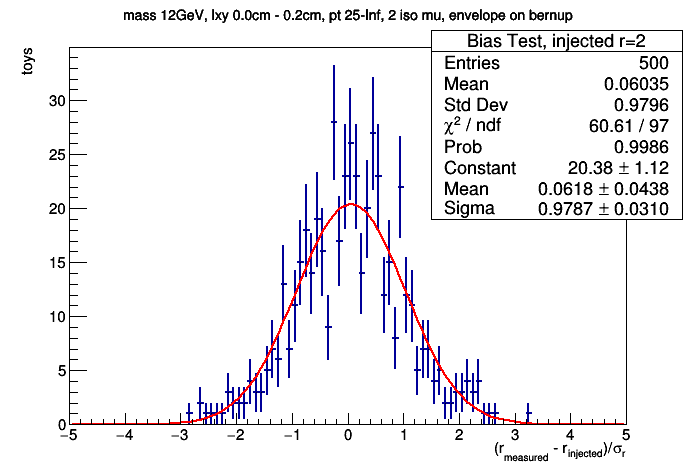 mass 12GeV, lxy 0.0cm - 0.2cm, pt 25-Inf, 2 iso mu, envelope on bernup
Bias Test, injected r=2
Entries 500
Mean 0.06035
Std Dev 0.9796
χ² / ndf 60.61 / 97
Prob 0.9986
Constant 20.38 ± 1.12
Mean 0.0618 ± 0.0438
Sigma 0.9787 ± 0.0310
toys
30
25
20
15
10
5
0
−5 −4 −3 −2 −1 0 1 2 3 4 5
(r_measured - r_injected)/σ_r